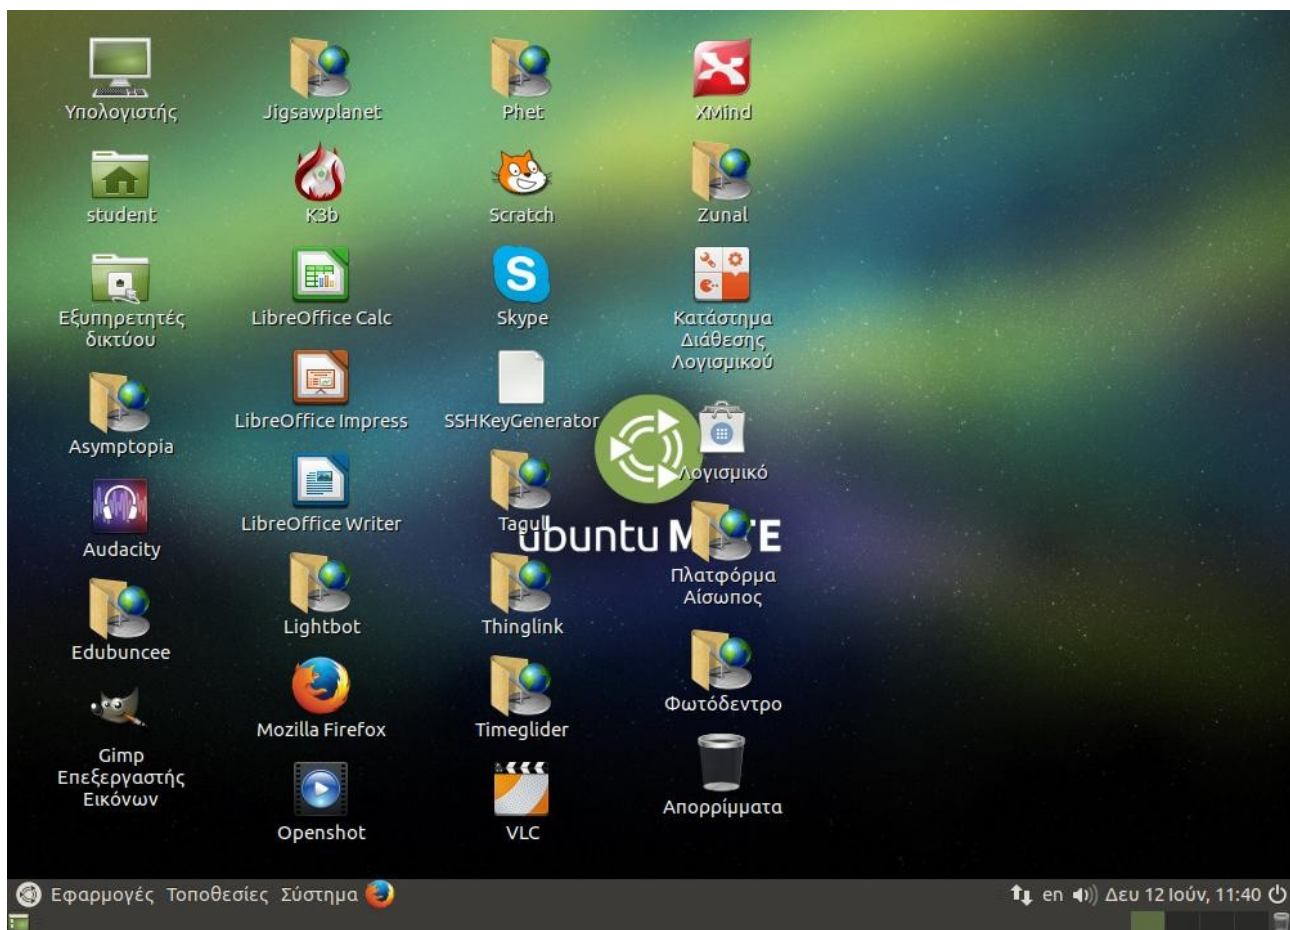 Υπολογιστής
student
Εξυπηρετητές
δικτύου
Asymptopia
Audacity
Edubuncee
Gimp
Επεξεργαστής
Εικόνων
Jigsawplanet
K3b
LibreOffice Calc
LibreOffice Impress
LibreOffice Writer
Lightbot
Mozilla Firefox
Openshot
Phet
Scratch
S
Skype
SSHKeyGenerator
Tagull
Thinglink
Timeglider
VLC
XMind
Zunal
Κατάστημα
Διάθεσης
Λογισμικού
Λογισμικό
Πλατφόρμα
Αίσωπος
Φωτόδεντρο
Απορρίμματα
ubuntu
Εφαρμογές Τοποθεσίες Σύστημα
en Δευ 12 Ιούν, 11:40